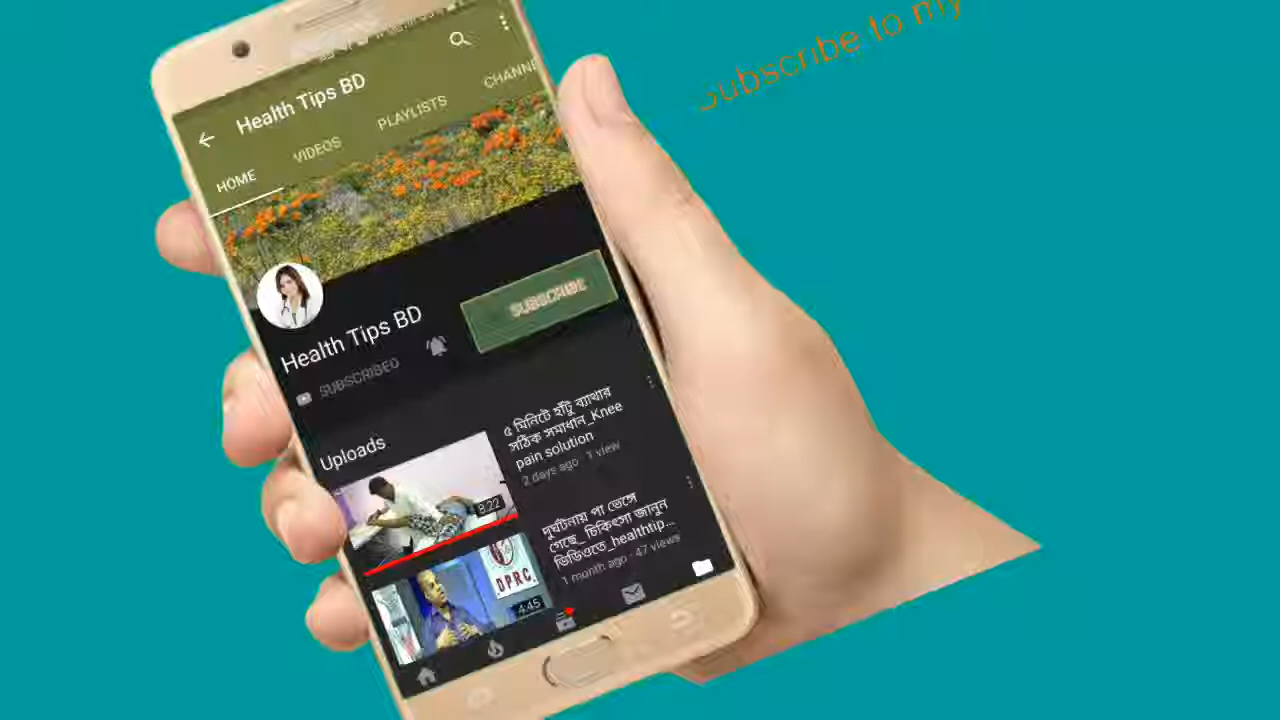 Subscribe to my
Health Tips BD
HOME
VIDEOS
PLAYLISTS
CHANNE
Health Tips BD
SUBSCRIBED
SUBSCRIBE
Uploads
৫ মিনিটে হাঁটু ব্যাথার
সঠিক সমাধান_Knee
pain solution
2 days ago · 1 view
8:22
দুর্ঘটনায় পা ভেঙ্গে
গেছে_ চিকিৎসা জানুন
ভিডিওতে_healthtip...
1 month ago · 47 views
DPRC
4:45